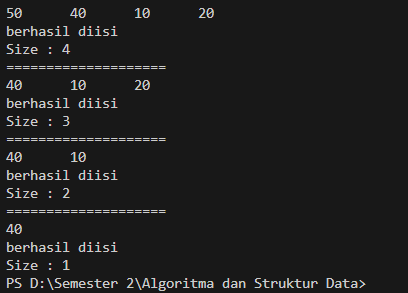 50 40 10 20
berhasil diisi
Size : 4
====================
40 10 20
berhasil diisi
Size : 3
====================
40 10
berhasil diisi
Size : 2
====================
40
berhasil diisi
Size : 1
PS D:\Semester 2\Algoritma dan Struktur Data>